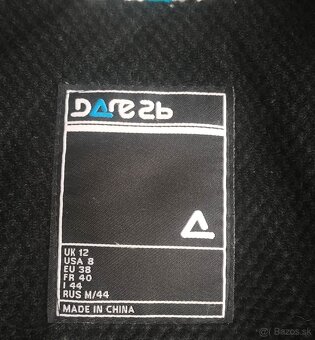 DARE2b
UK 12
USA 8
EU 38
FR 40
I 44
RUS M/44
MADE IN CHINA
Bazos.sk